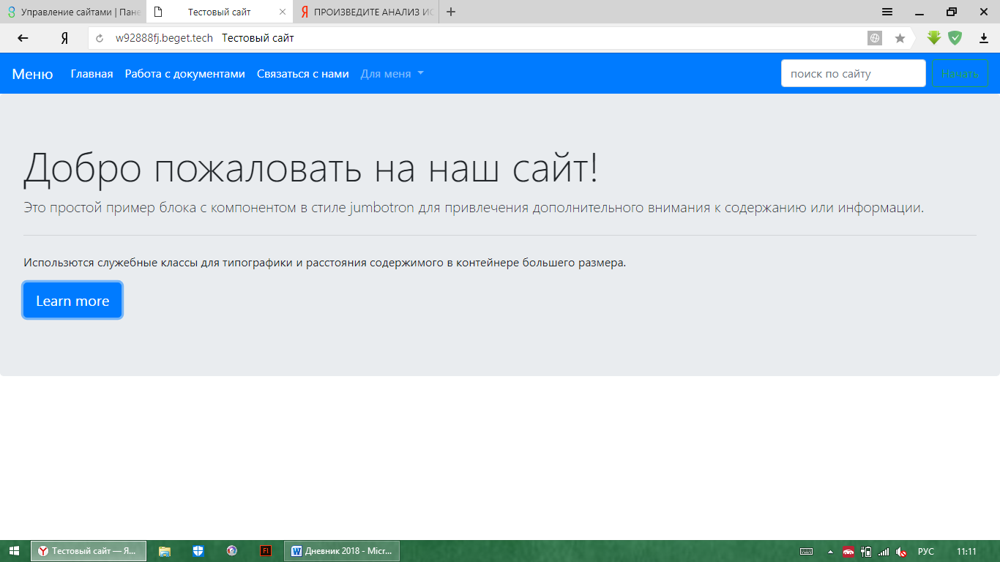 Управление сайтами | Пане
Тестовый сайт
ПРОИЗВЕДИТЕ АНАЛИЗ ИС
w92888fj.beget.tech Тестовый сайт
Меню Главная Работа с документами Связаться с нами Для меня поиск по сайту Начать
Добро пожаловать на наш сайт!
Это простой пример блока с компонентом в стиле jumbotron для привлечения дополнительного внимания к содержанию или информации.
Использются служебные классы для типографики и расстояния содержимого в контейнере большего размера.
Learn more
Тестовый сайт — Я...
Fl
Дневник 2018 - Micr...
РУС
11:11